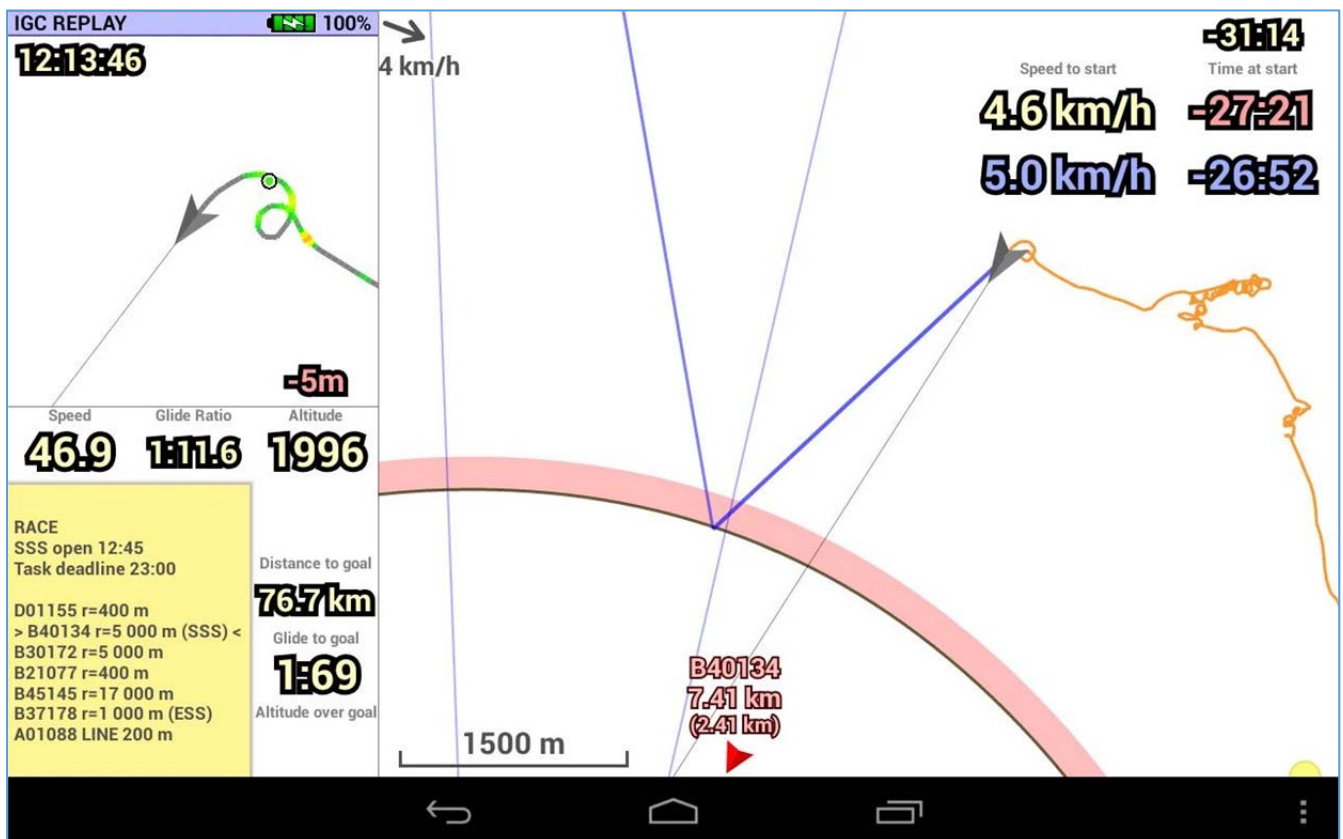 IGC REPLAY 100%
12:13:46
-5m
Speed Glide Ratio Altitude
46.9 1:11.6 1996
RACE
SSS open 12:45
Task deadline 23:00
D01155 r=400 m
> B40134 r=5 000 m (SSS) <
B30172 r=5 000 m
B21077 r=400 m
B45145 r=17 000 m
B37178 r=1 000 m (ESS)
A01088 LINE 200 m
Distance to goal
76.7 km
Glide to goal
1:69
Altitude over goal
4 km/h
-31:14
Speed to start Time at start
4.6 km/h -27:21
5.0 km/h -26:52
B40134
7.41 km
(2.41 km)
1500 m